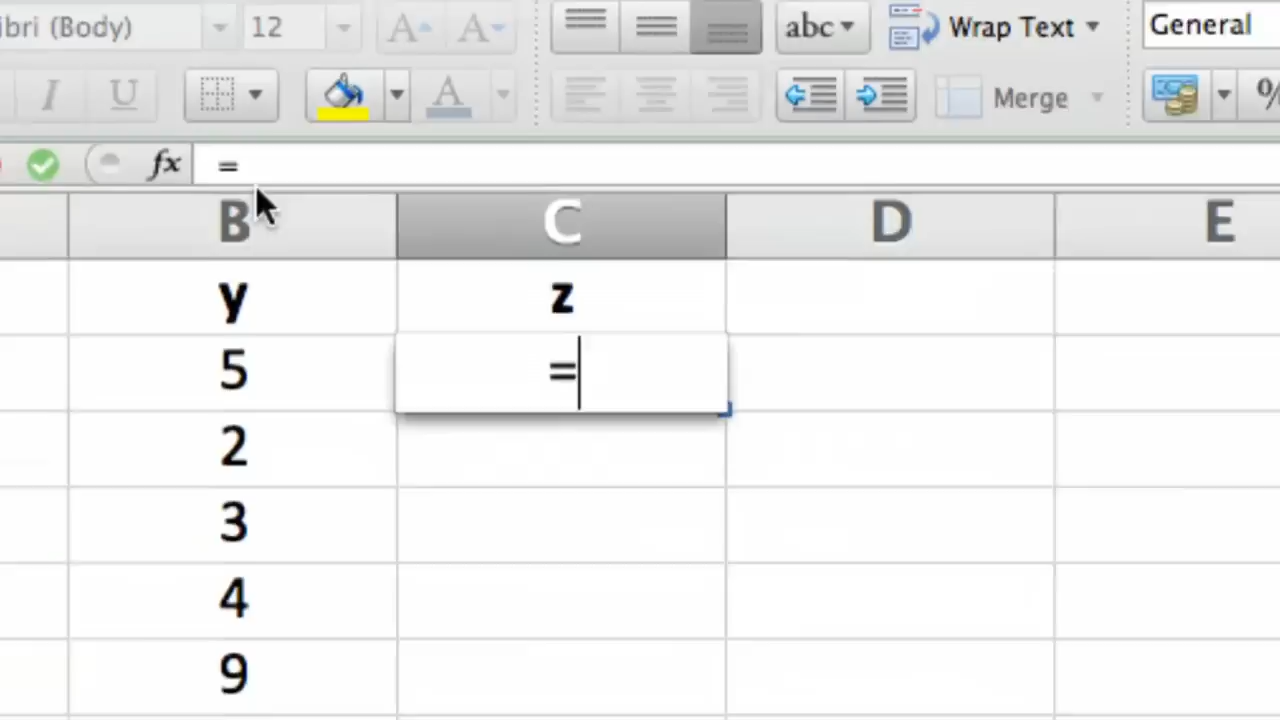 ibri (Body) 12 A A abc Wrap Text General
I U A Merge %
fx =
B C D E
y z
5 =
2
3
4
9